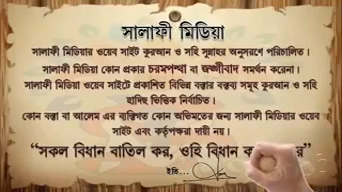 সালাফী মিডিয়া
সালাফী মিডিয়ার ওয়েব সাইট কুরআন ও সহি সুন্নাহর অনুসরণে পরিচালিত।
সালাফী মিডিয়া কোন প্রকার চরমপন্থা বা জঙ্গীবাদ সমর্থন করেনা।
সালাফী মিডিয়া ওয়েব সাইটে প্রকাশিত বিভিন্ন বক্তার বক্তব্য সমূহ কুরআন ও সহি
হাদিছ ভিত্তিক নির্বাচিত।
কোন বক্তা বা আলেম এর ব্যক্তিগত কোন অভিমতের জন্য সালাফী মিডিয়ার ওয়েব
সাইট এবং কর্তৃপক্ষরা দায়ী নয়।
“সকল বিধান বাতিল কর, ওহি বিধান
ইতি...